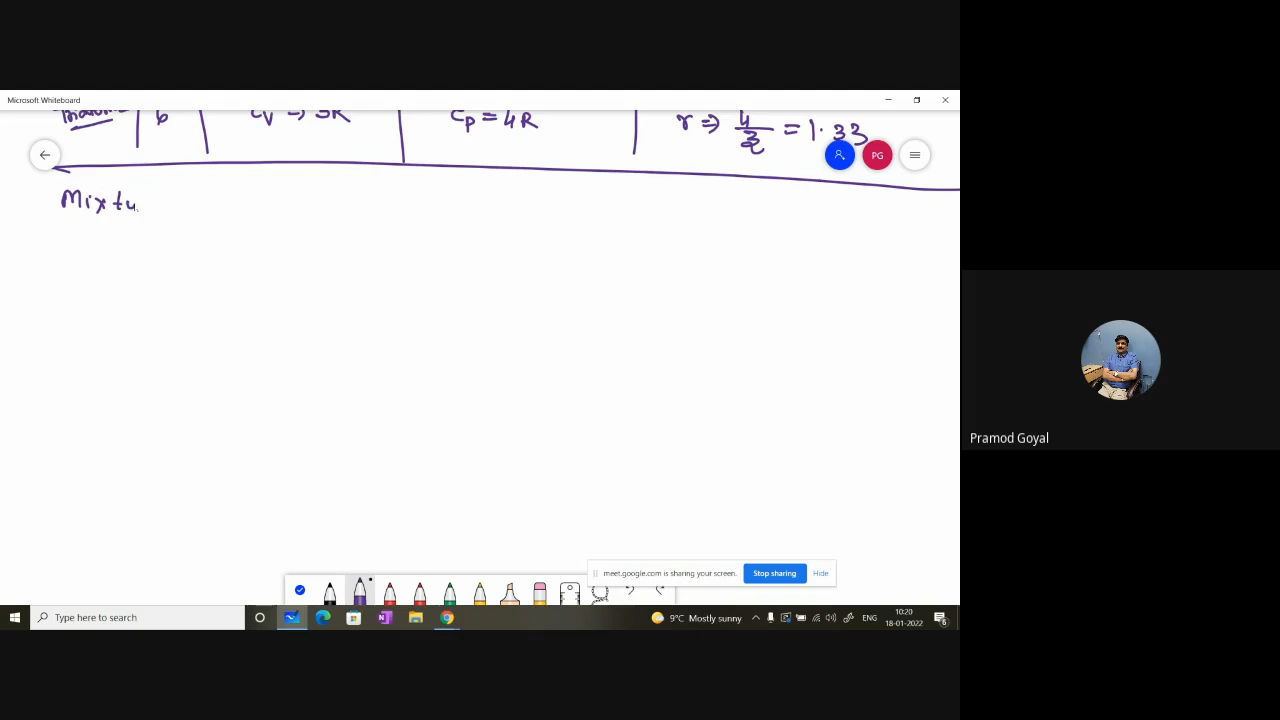 Microsoft Whiteboard
6 Cv → 3R Cp = 4R r ⇒ 4/3 = 1.33
PG
Mixtu
Pramod Goyal
meet.google.com is sharing your screen. Stop sharing Hide
Type here to search
9°C Mostly sunny ENG 10:20
18-01-2022 6